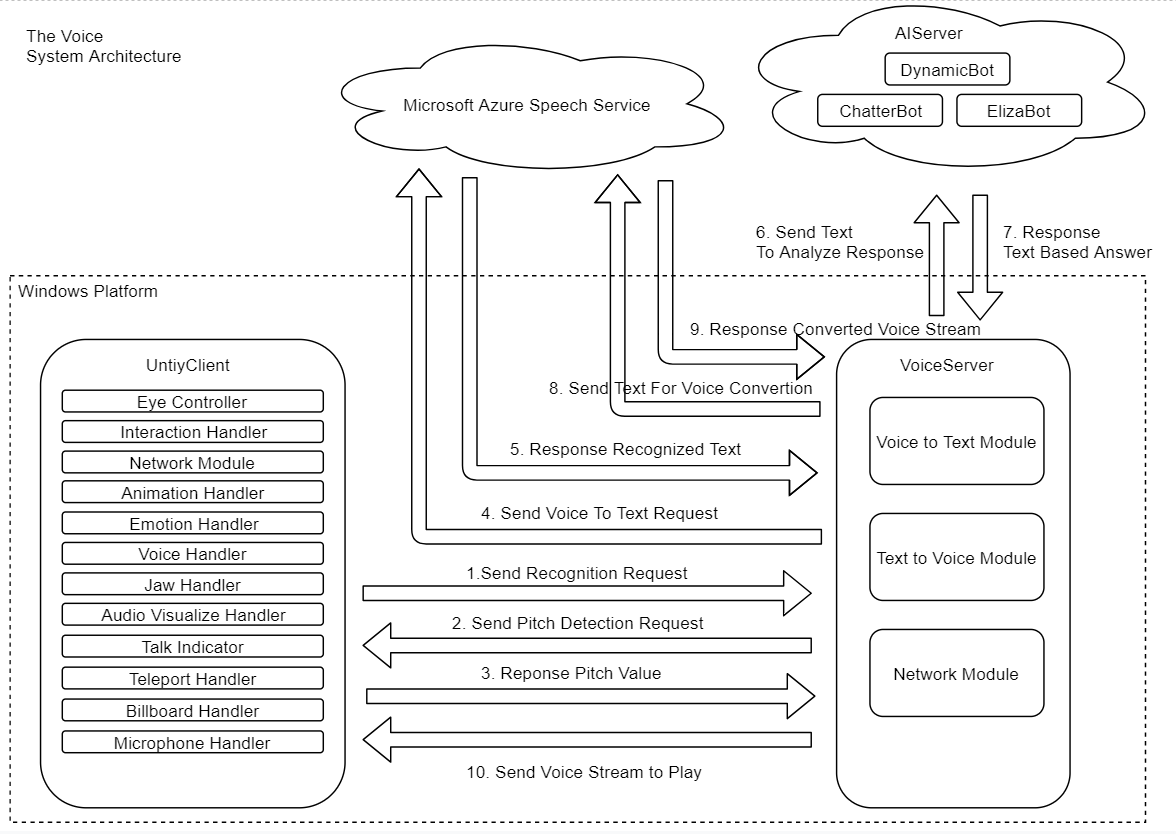 The Voice
System Architecture
Microsoft Azure Speech Service
AIServer
DynamicBot
ChatterBot
ElizaBot
6. Send Text
To Analyze Response
7. Response
Text Based Answer
Windows Platform
UntiyClient
Eye Controller
Interaction Handler
Network Module
Animation Handler
Emotion Handler
Voice Handler
Jaw Handler
Audio Visualize Handler
Talk Indicator
Teleport Handler
Billboard Handler
Microphone Handler
9. Response Converted Voice Stream
8. Send Text For Voice Convertion
5. Response Recognized Text
4. Send Voice To Text Request
1.Send Recognition Request
2. Send Pitch Detection Request
3. Reponse Pitch Value
10. Send Voice Stream to Play
VoiceServer
Voice to Text Module
Text to Voice Module
Network Module